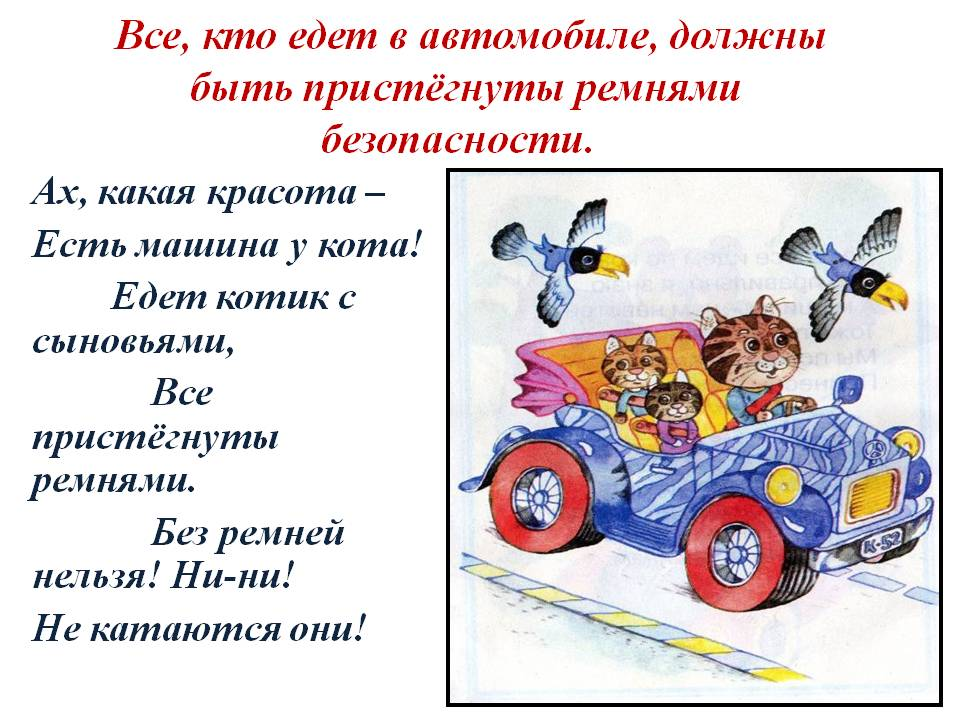 Все, кто едет в автомобиле, должны
быть пристёгнуты ремнями
безопасности.
Ах, какая красота –
Есть машина у кота!
Едет котик с
сыновьями,
Все
пристёгнуты
ремнями.
Без ремней
нельзя! Ни-ни!
Не катаются они!
К-52